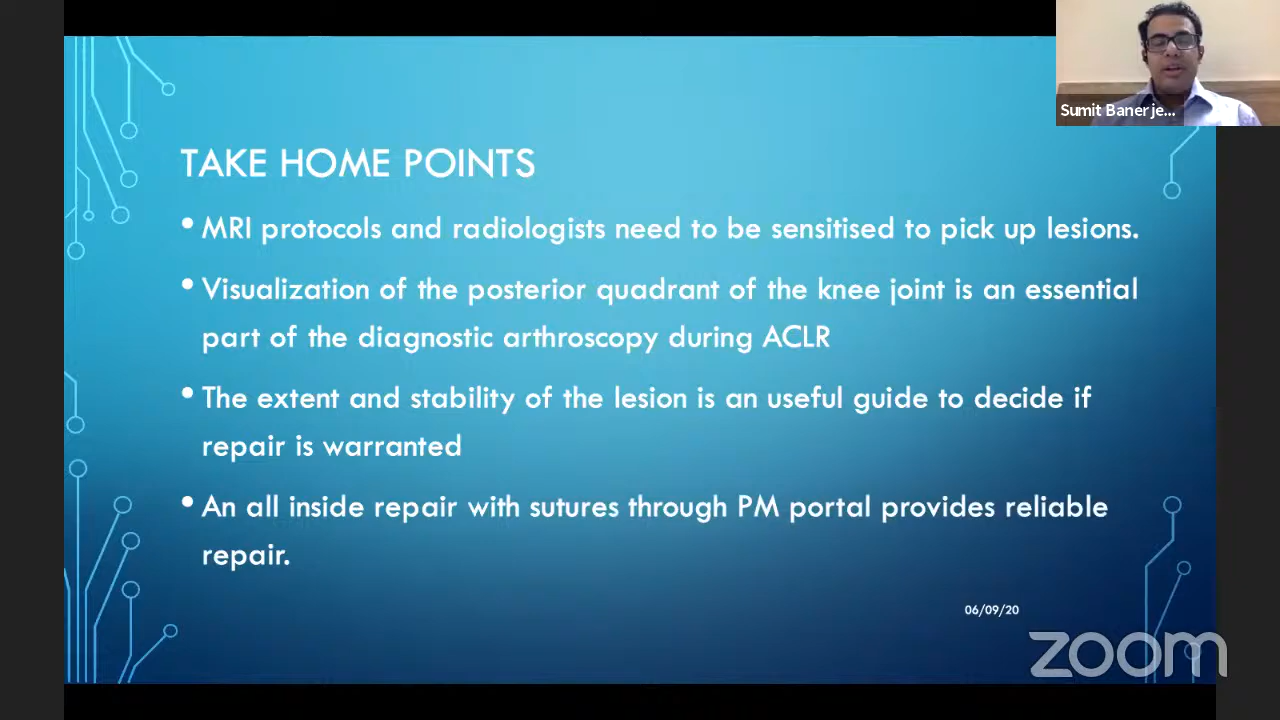 Sumit Banerje...
TAKE HOME POINTS
• MRI protocols and radiologists need to be sensitised to pick up lesions.
• Visualization of the posterior quadrant of the knee joint is an essential
part of the diagnostic arthroscopy during ACLR
• The extent and stability of the lesion is an useful guide to decide if
repair is warranted
• An all inside repair with sutures through PM portal provides reliable
repair.
06/09/20
zoom